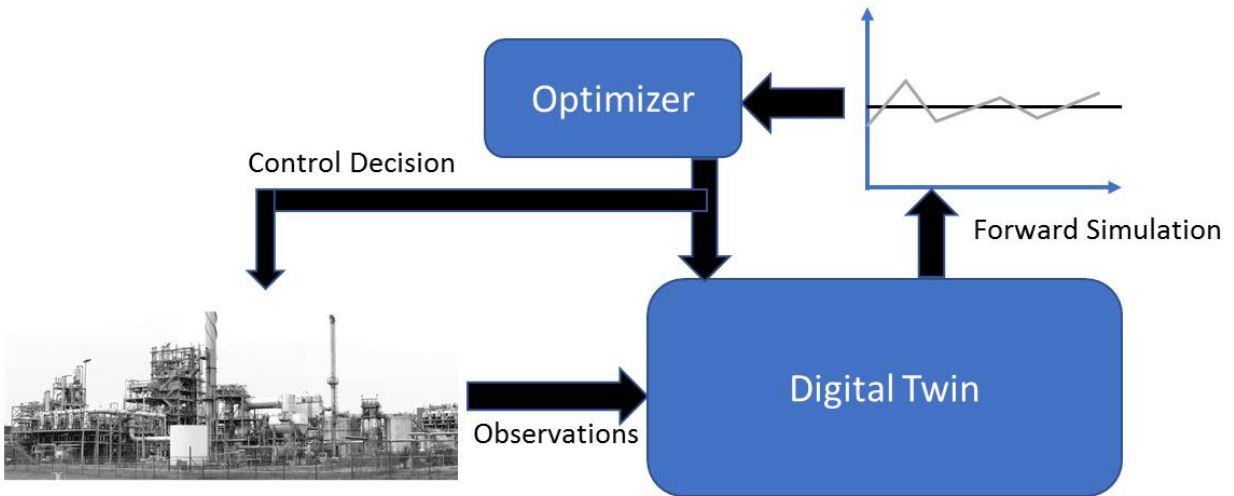 Optimizer
Control Decision
Forward Simulation
Digital Twin
Observations